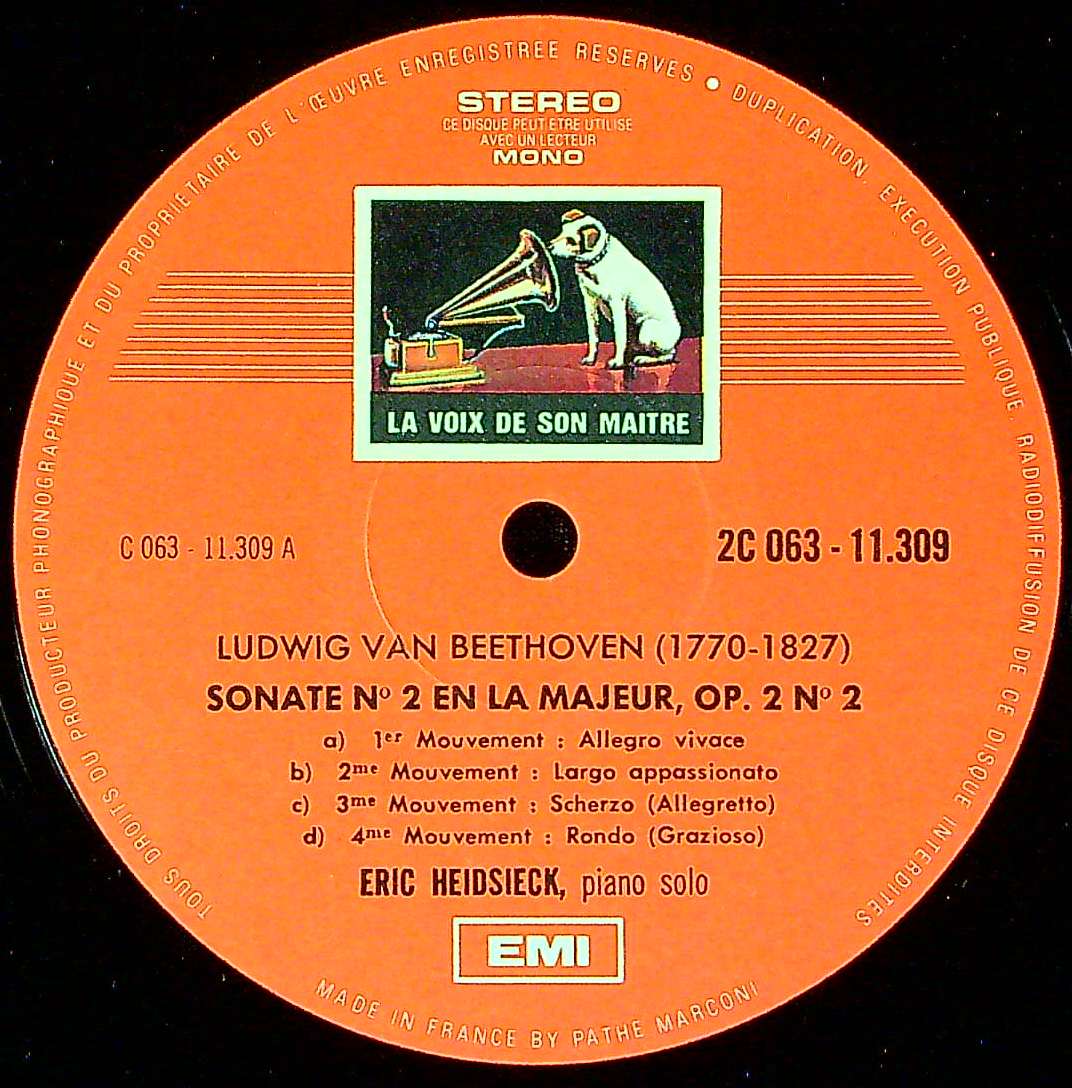 TOUS DROITS DU PRODUCTEUR PHONOGRAPHIQUE ET DU PROPRIETAIRE DE L'ŒUVRE ENREGISTREE RESERVES • DUPLICATION, EXECUTION PUBLIQUE, RADIODIFFUSION DE CE DISQUE INTERDITES
STEREO
CE DISQUE PEUT ETRE UTILISE
AVEC UN LECTEUR
MONO
LA VOIX DE SON MAITRE
C 063 - 11.309 A
2C 063 - 11.309
LUDWIG VAN BEETHOVEN (1770-1827)
SONATE Nº 2 EN LA MAJEUR, OP. 2 Nº 2
a) 1er Mouvement : Allegro vivace
b) 2me Mouvement : Largo appassionato
c) 3me Mouvement : Scherzo (Allegretto)
d) 4me Mouvement : Rondo (Grazioso)
ERIC HEIDSIECK, piano solo
EMI
MADE IN FRANCE BY PATHE MARCONI